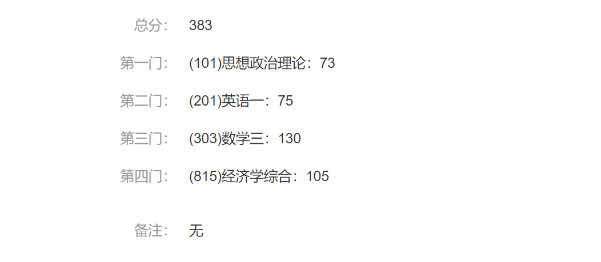 总分： 383
第一门： (101)思想政治理论：73
第二门： (201)英语一：75
第三门： (303)数学三：130
第四门： (815)经济学综合：105
备注： 无